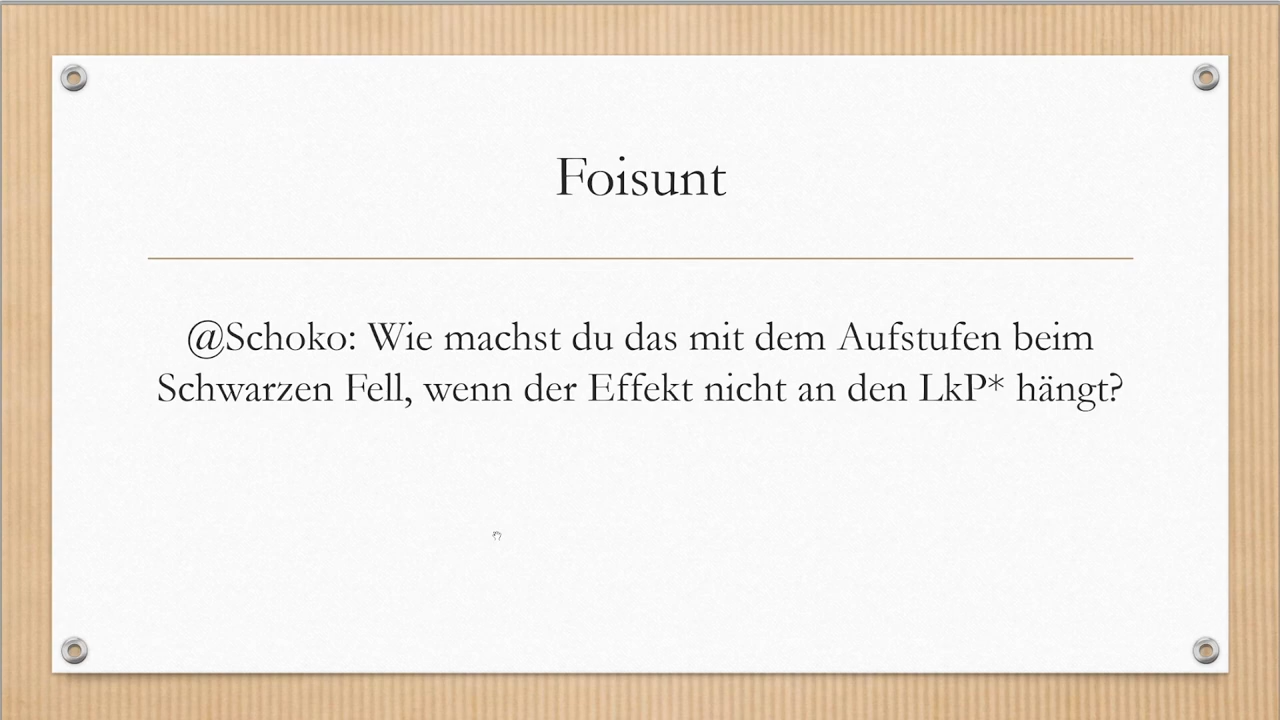 Foisunt
@Schoko: Wie machst du das mit dem Aufstufen beim
Schwarzen Fell, wenn der Effekt nicht an den LkP* hängt?